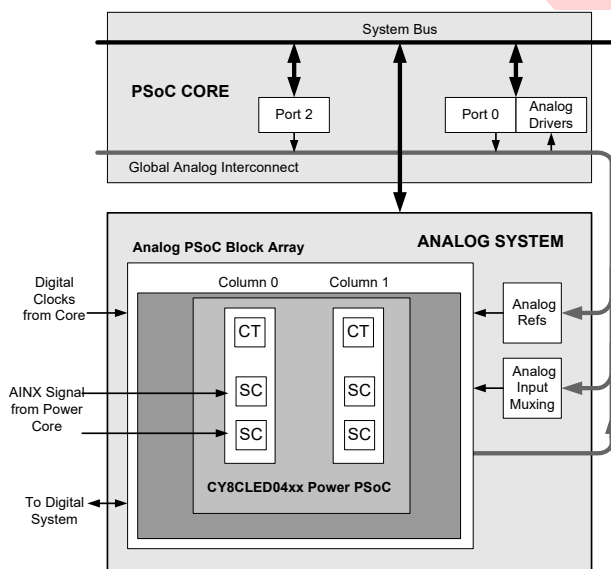 System Bus
PSoC CORE
Port 2
Port 0
Analog
Drivers
Global Analog Interconnect
ANALOG SYSTEM
Analog PSoC Block Array
Column 0
Column 1
Digital
Clocks
from Core
CT
CT
Analog
Refs
AINX Signal
from Power
Core
SC
SC
Analog
Input
Muxing
SC
SC
CY8CLED04xx Power PSoC
To Digital
System